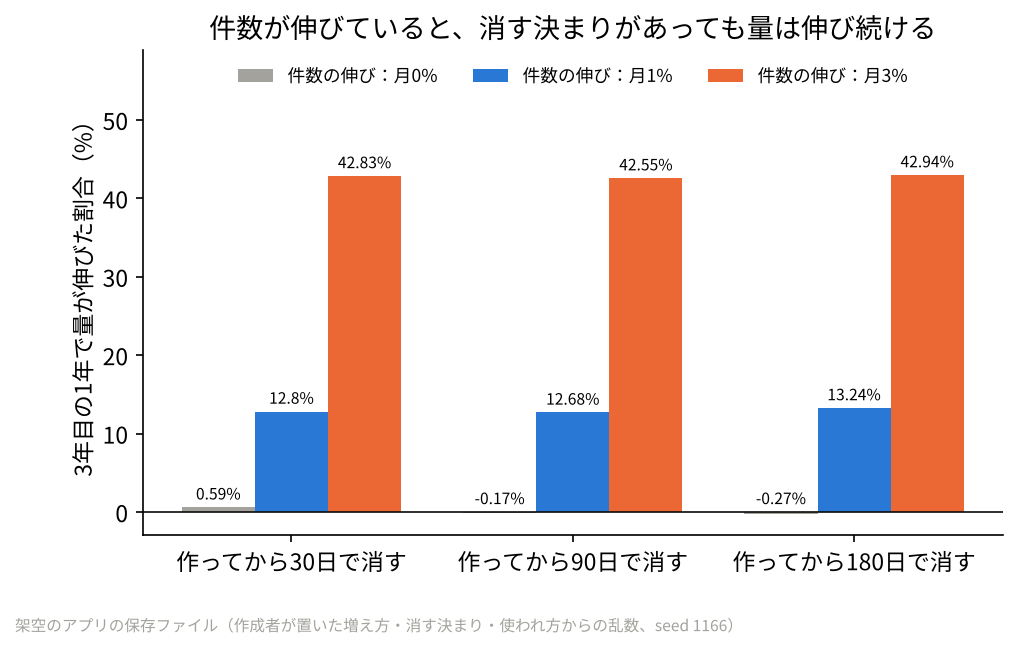 件数が伸びていると、消す決まりがあっても量は伸び続ける
件数の伸び：月0% 件数の伸び：月1% 件数の伸び：月3%
3年目の1年で量が伸びた割合（%）
50
40
30
20
10
0
0.59% 12.8% 42.83% -0.17% 12.68% 42.55% -0.27% 13.24% 42.94%
作ってから30日で消す 作ってから90日で消す 作ってから180日で消す
架空のアプリの保存ファイル（作成者が置いた増え方・消す決まり・使われ方からの乱数、seed 1166）